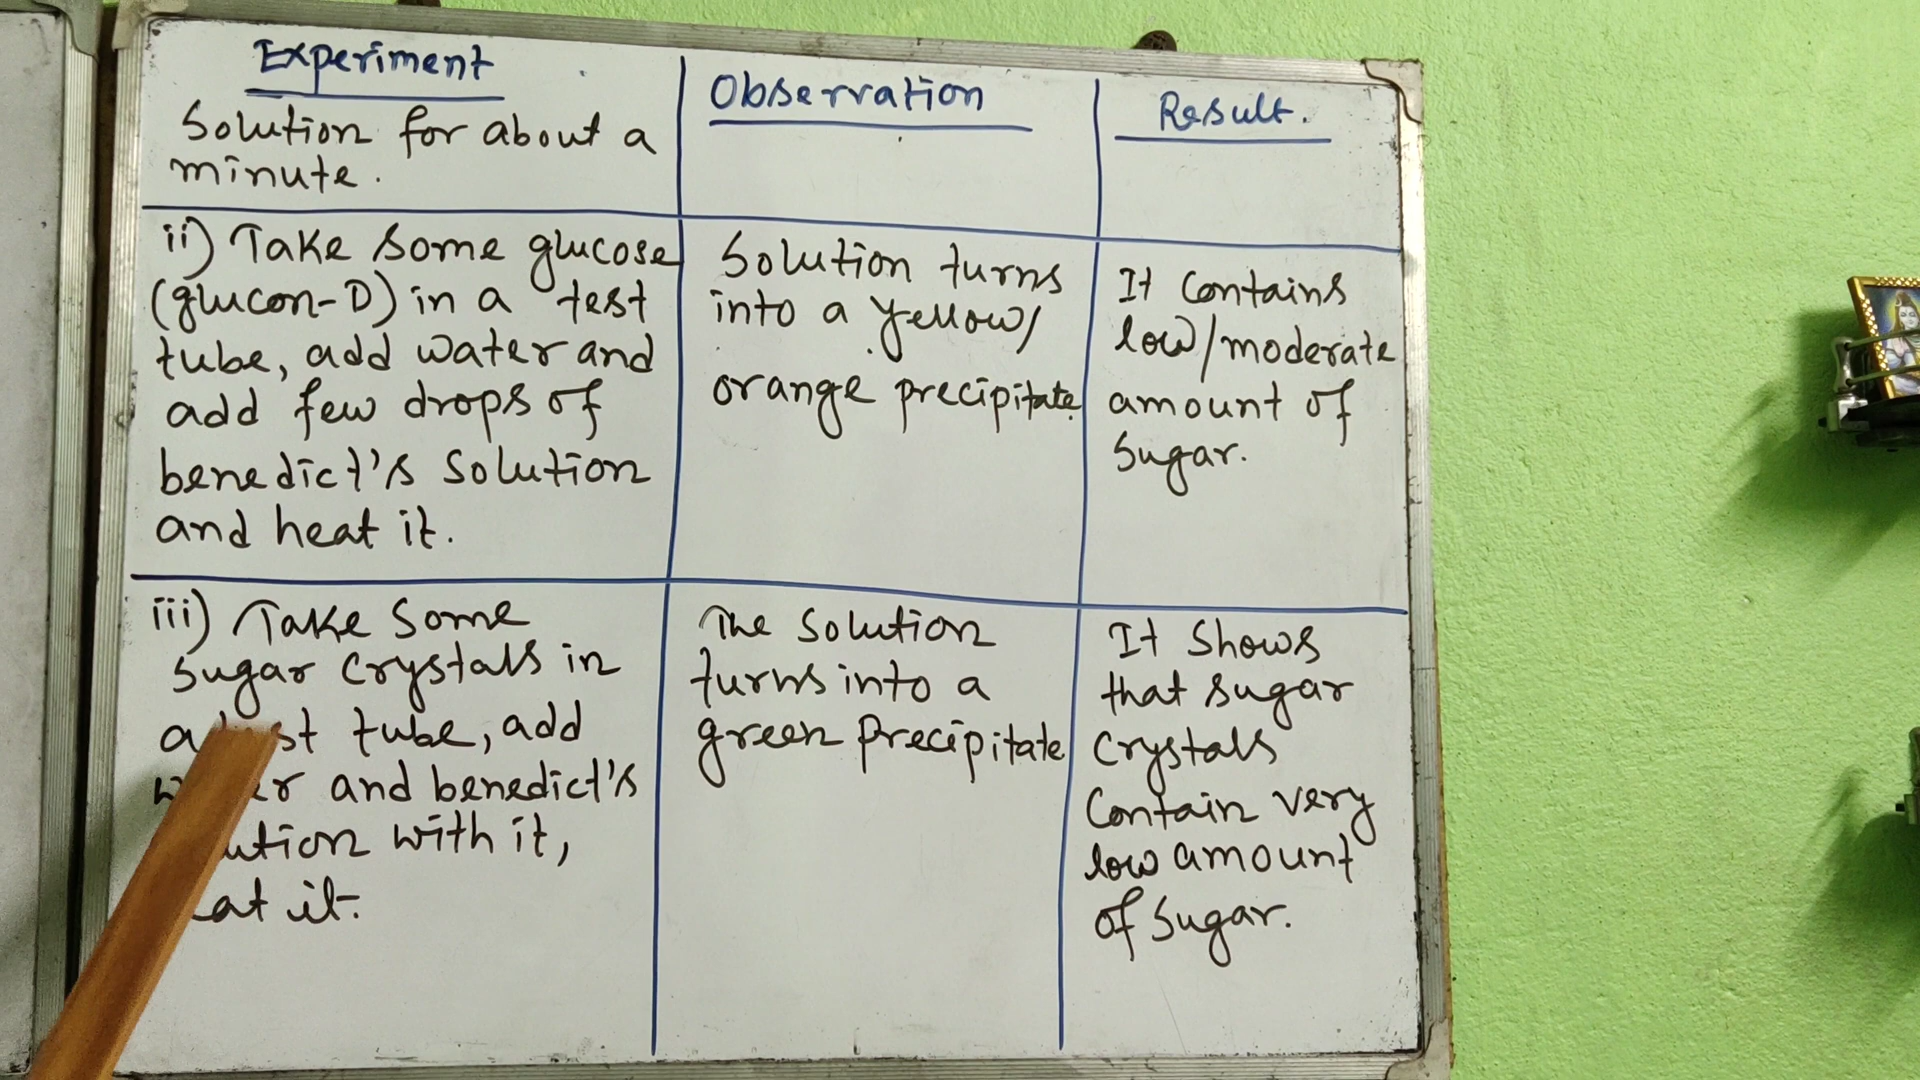 Experiment
Solution for about a
minute.
Observation
Result.
ii) Take some glucose
(glucon-D) in a test
tube, add water and
add few drops of
benedict's solution
and heat it.
Solution turns
into a yellow/
orange precipitate.
It contains
low/moderate
amount of
sugar.
iii) Take some
sugar crystals in
a tube, add
and benedict's
with it,
it.
The solution
turns into a
green precipitate
It shows
that sugar
crystals
contain very
low amount
of sugar.